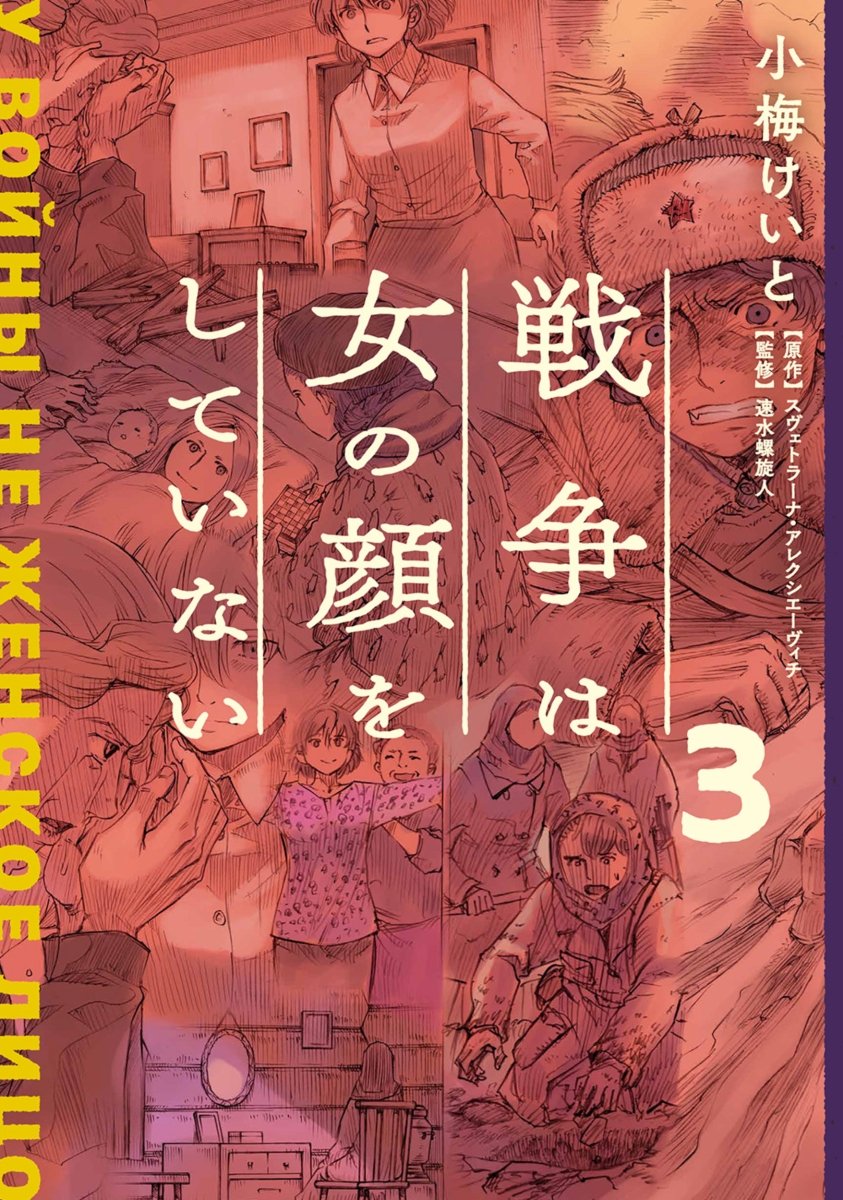 小梅けいと
【原作】スヴェトラーナ・アレクシエーヴィチ
【監修】速水螺旋人
戦争は
女の顔を
していない
3
У ВОЙНЫ НЕ ЖЕНСКОЕ ЛИЦО